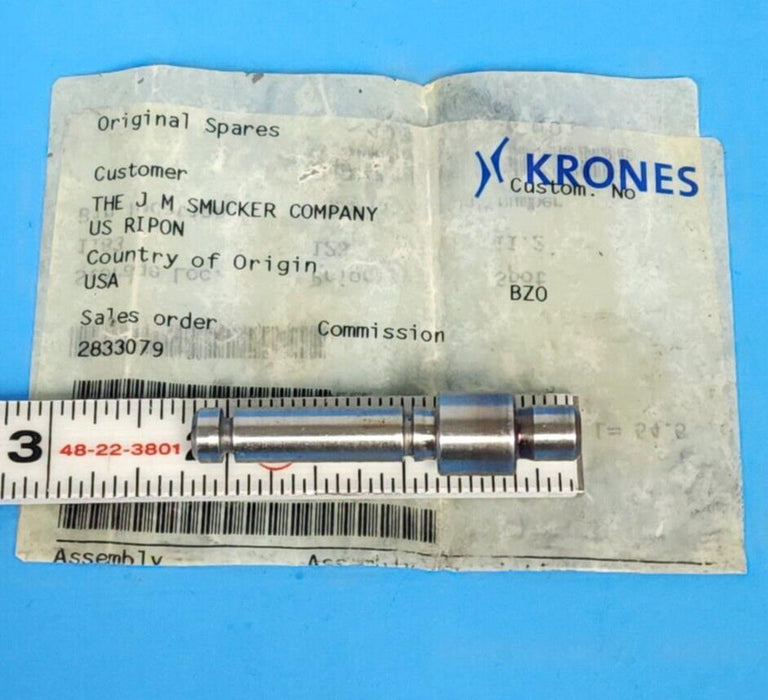 Original Spares
KRONES
Customer
Custom. No
THE J M SMUCKER COMPANY
US RIPON
Country of Origin
USA
BZO
Sales order
Commission
2833079
3
48-22-3801
Assembly